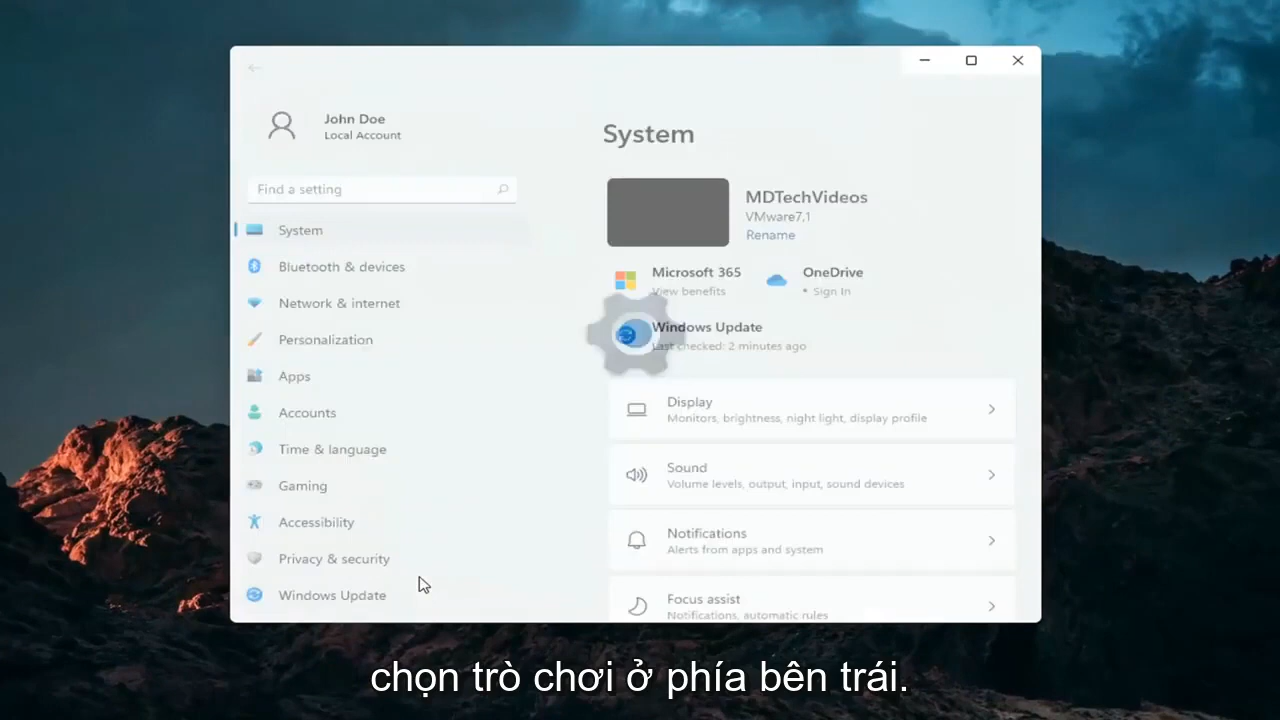 John Doe
Local Account
Find a setting
System
Bluetooth & devices
Network & internet
Personalization
Apps
Accounts
Time & language
Gaming
Accessibility
Privacy & security
Windows Update
System
MDTechVideos
VMware7,1
Rename
Microsoft 365
View benefits
OneDrive
• Sign In
Windows Update
Last checked: 2 minutes ago
Display
Monitors, brightness, night light, display profile
Sound
Volume levels, output, input, sound devices
Notifications
Alerts from apps and system
Focus assist
Notifications, automatic rules
chọn trò chơi ở phía bên trái.